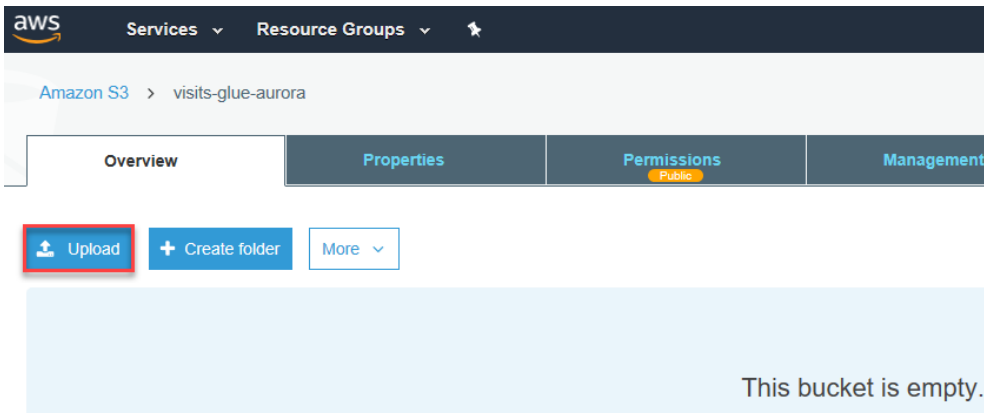 aws Services Resource Groups
Amazon S3 > visits-glue-aurora
Overview Properties Permissions Management
Public
Upload + Create folder More
This bucket is empty.